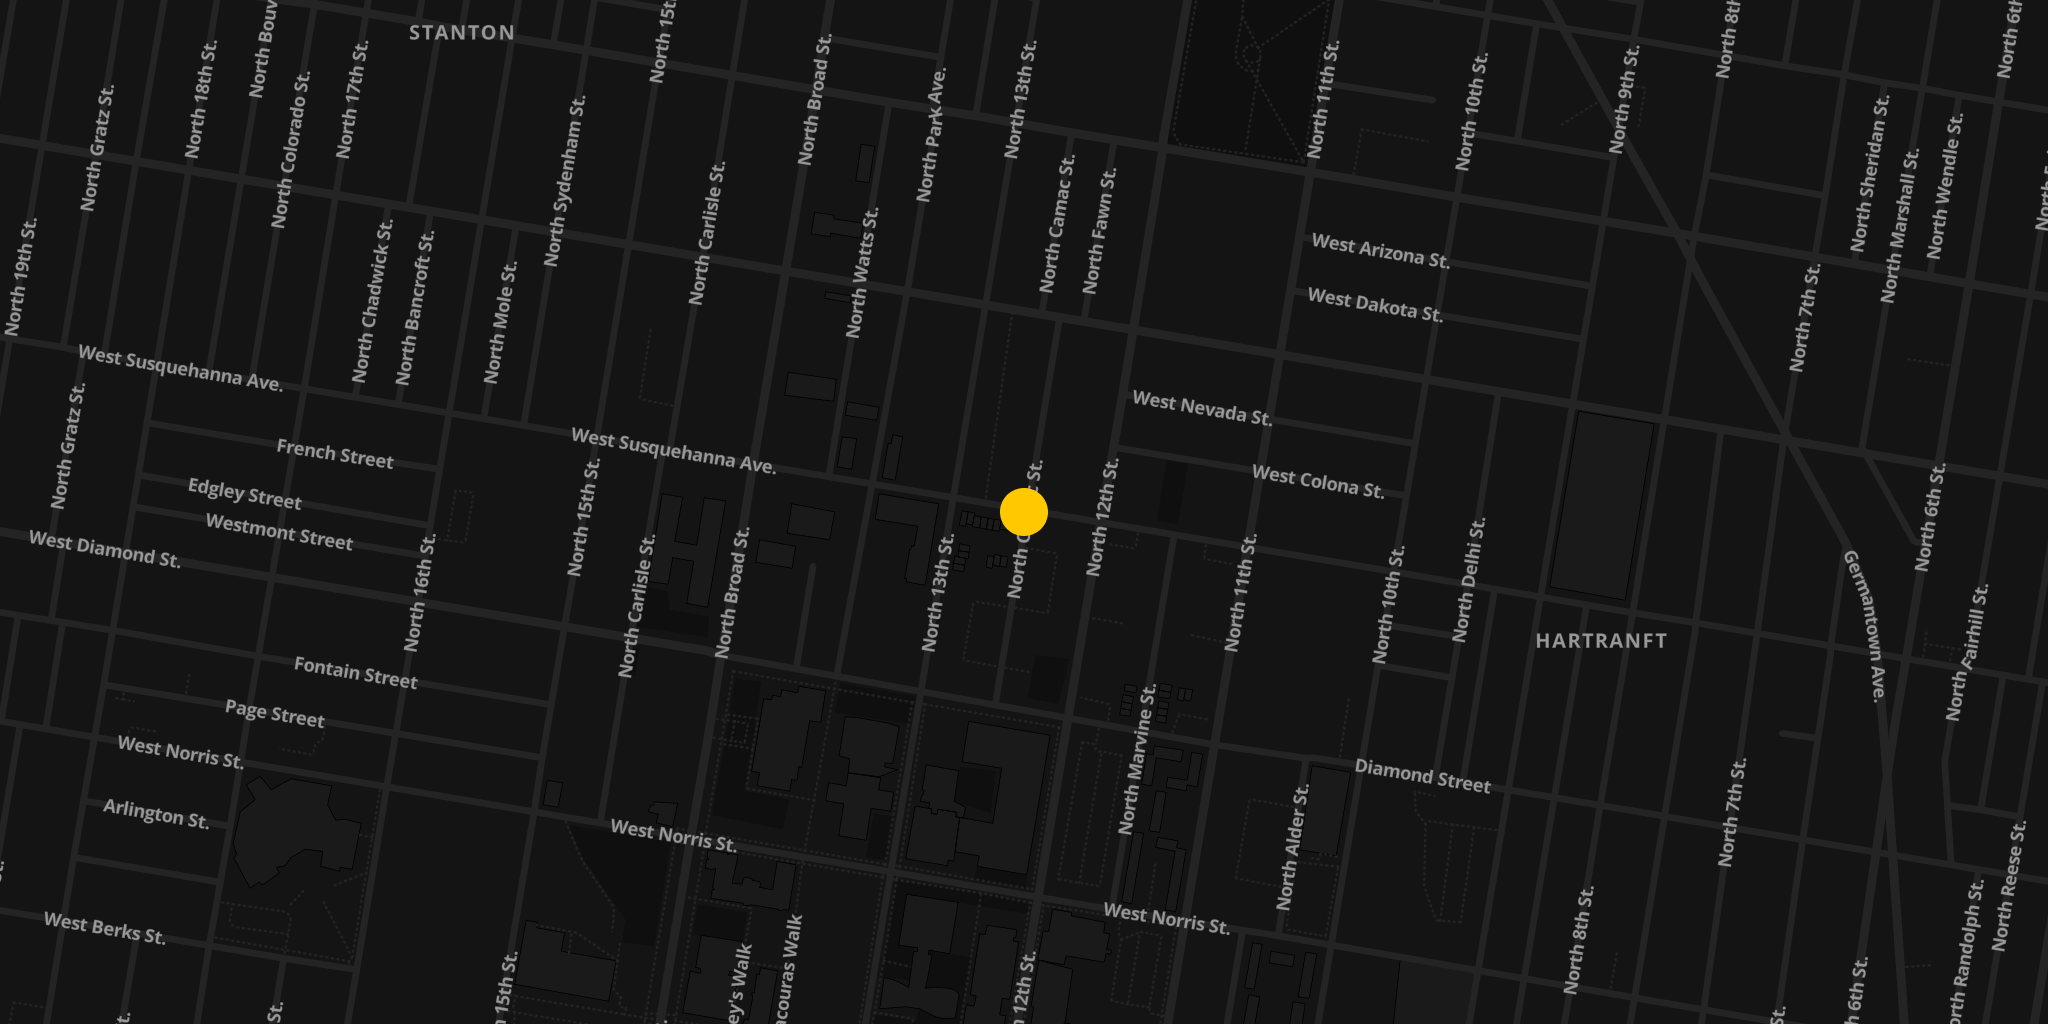 STANTON
North 15t
North 8th
North 6th
North Bouv
North 18th St.
North 17th St.
North Broad St.
North 13th St.
North 11th St.
North 10th St.
North 9th St.
North Gratz St.
North Colorado St.
North Sydenham St.
North Park Ave.
North Camac St.
North Fawn St.
North Sheridan St.
North Marshall St.
North Wendle St.
North 19th St.
North Chadwick St.
North Bancroft St.
North Mole St.
North Carlisle St.
North Watts St.
West Arizona St.
West Dakota St.
North 7th St.
West Susquehanna Ave.
North Gratz St.
French Street
Edgley Street
Westmont Street
West Diamond St.
West Susquehanna Ave.
West Nevada St.
West Colona St.
North 15th St.
North 16th St.
North Carlisle St.
North Broad St.
North 13th St.
North C
St.
North 12th St.
North 11th St.
North 10th St.
North Delhi St.
North 6th St.
Germantown Ave.
North Fairhill St.
HARTRANFT
Fontain Street
Page Street
West Norris St.
Arlington St.
West Berks St.
West Norris St.
North Marvine St.
Diamond Street
North Alder St.
North 7th St.
West Norris St.
North 8th St.
North Reese St.
orth Randolph St.
h 6th St.
15th St.
ey's Walk
acouras Walk
12th St.
St.
t.
St.